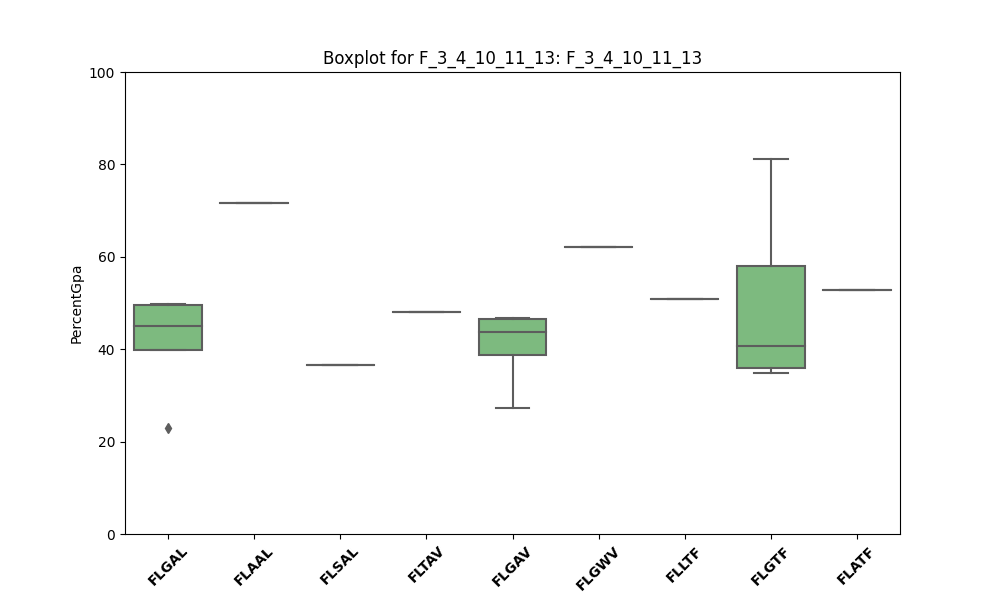 Boxplot for F_3_4_10_11_13: F_3_4_10_11_13
PercentGpa
100
80
60
40
20
0
FLGAL
FLAAL
FLSAL
FLTAV
FLGAV
FLGWV
FLLTF
FLGTF
FLATF